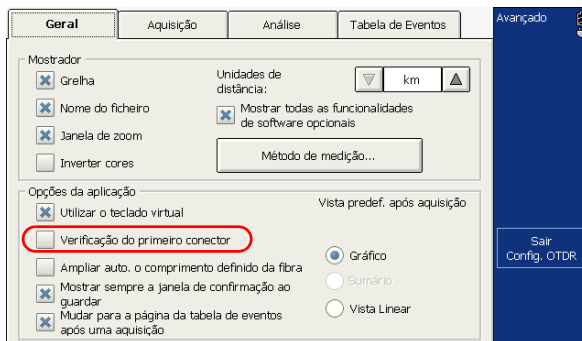 Geral
Aquisição
Análise
Tabela de Eventos
Avançado
Mostrador
Grelha
Unidades de
distância:
km
Nome do ficheiro
Mostrar todas as funcionalidades
de software opcionais
Janela de zoom
Inverter cores
Método de medição...
Opções da aplicação
Utilizar o teclado virtual
Vista predef. após aquisição
Verificação do primeiro conector
Gráfico
Ampliar auto. o comprimento definido da fibra
Sumário
Mostrar sempre a janela de confirmação ao
guardar
Vista Linear
Mudar para a página da tabela de eventos
após uma aquisição
Sair
Config. OTDR